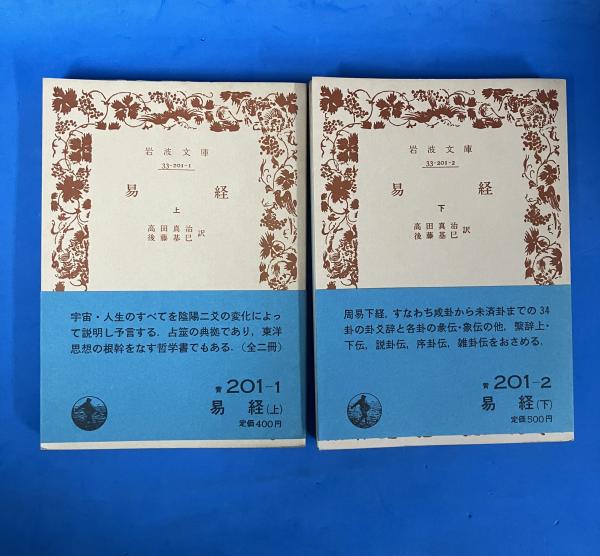 岩波文庫
33-201-1
易 経
上
高田真治
後藤基巳 訳
宇宙・人生のすべてを陰陽二爻の変化によっ
て説明し予言する．占筮の典拠であり，東洋
思想の根幹をなす哲学書でもある．（全二冊）
青 201-1
易 経（上）
定価400円
岩波文庫
33-201-2
易 経
下
高田真治
後藤基巳 訳
周易下経，すなわち咸卦から未済卦までの34
卦の卦爻辞と各卦の彖伝・象伝の他，繋辞上・
下伝，説卦伝，序卦伝，雑卦伝をおさめる．
青 201-2
易 経（下）
定価500円